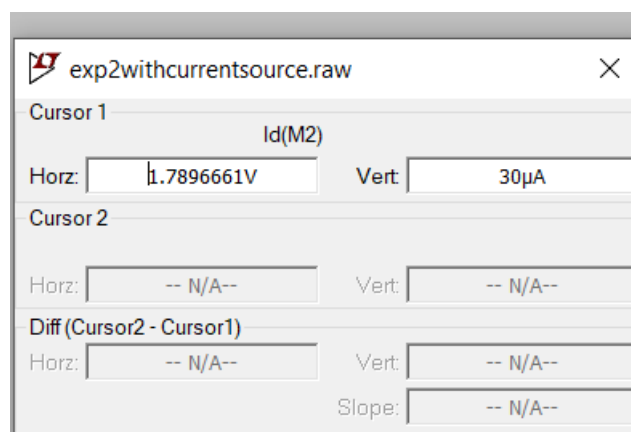 exp2withcurrentsource.raw
Cursor 1
Id(M2)
Horz: 1.7896661V Vert: 30µA
Cursor 2
Horz: -- N/A-- Vert: -- N/A--
Diff (Cursor2 - Cursor1)
Horz: -- N/A-- Vert: -- N/A--
Slope: -- N/A--